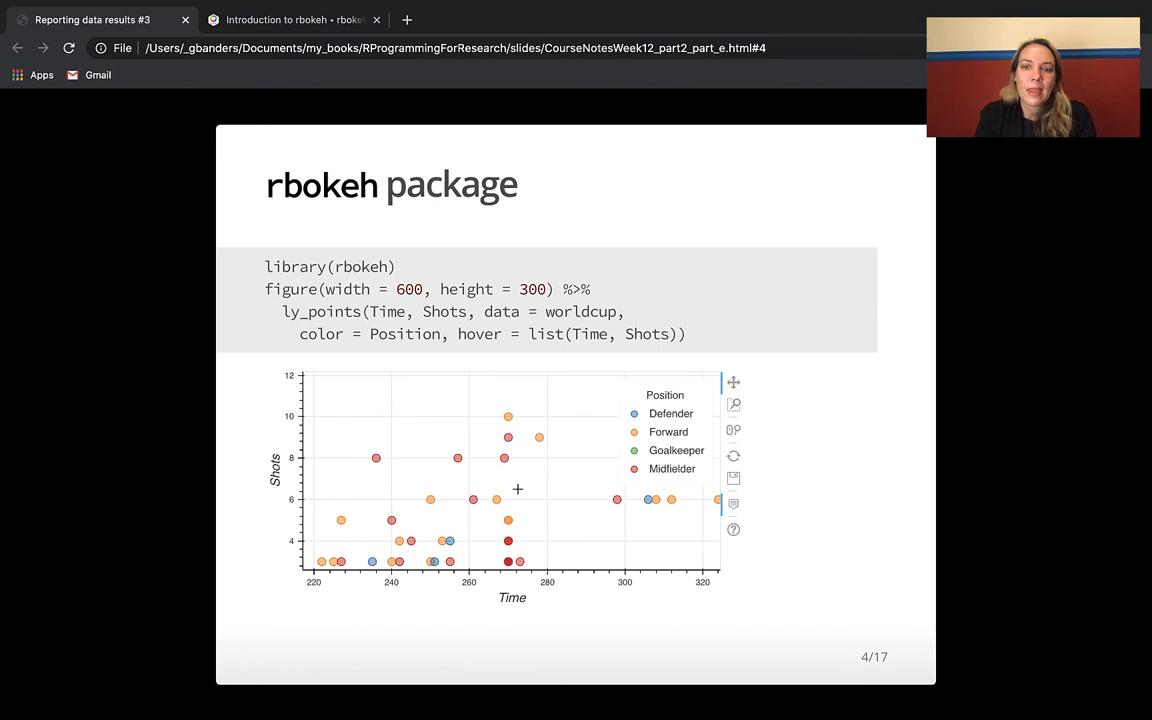 Reporting data results #3
Introduction to rbokeh • rboke
File /Users/_gbanders/Documents/my_books/RProgrammingForResearch/slides/CourseNotesWeek12_part2_part_e.html#4
Apps Gmail
rbokeh package
library(rbokeh)
figure(width = 600, height = 300) %>%
ly_points(Time, Shots, data = worldcup,
color = Position, hover = list(Time, Shots))
12
10
8
6
4
Shots
Position
Defender
Forward
Goalkeeper
Midfielder
220 240 260 280 300 320
Time
4/17